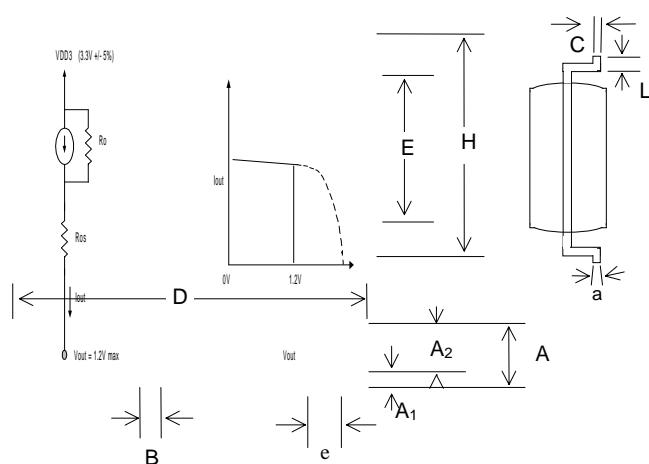 VDD3 (3.3V +/- 5%)
C
L
Ro
E
H
Iout
Ros
0V
1.2V
D
a
Iout
A2
A
Vout = 1.2V max
Vout
A1
B
e